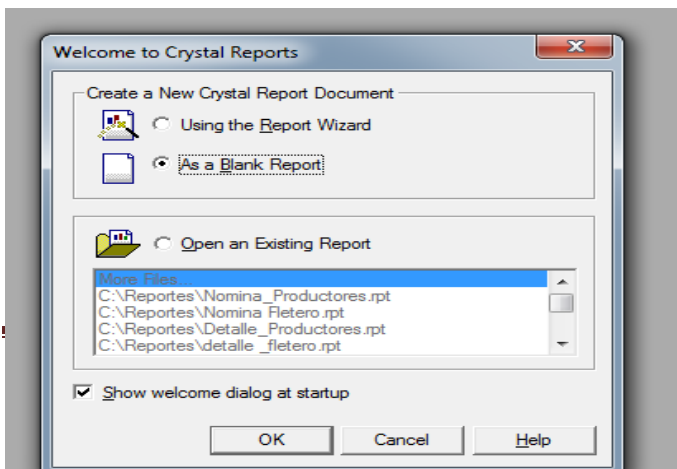 Welcome to Crystal Reports
Create a New Crystal Report Document
Using the Report Wizard
As a Blank Report
Open an Existing Report
More Files...
C:\Reportes\Nomina_Productores.rpt
C:\Reportes\Nomina Fletero.rpt
C:\Reportes\Detalle_Productores.rpt
C:\Reportes\detalle _fletero.rpt
Show welcome dialog at startup
OK Cancel Help